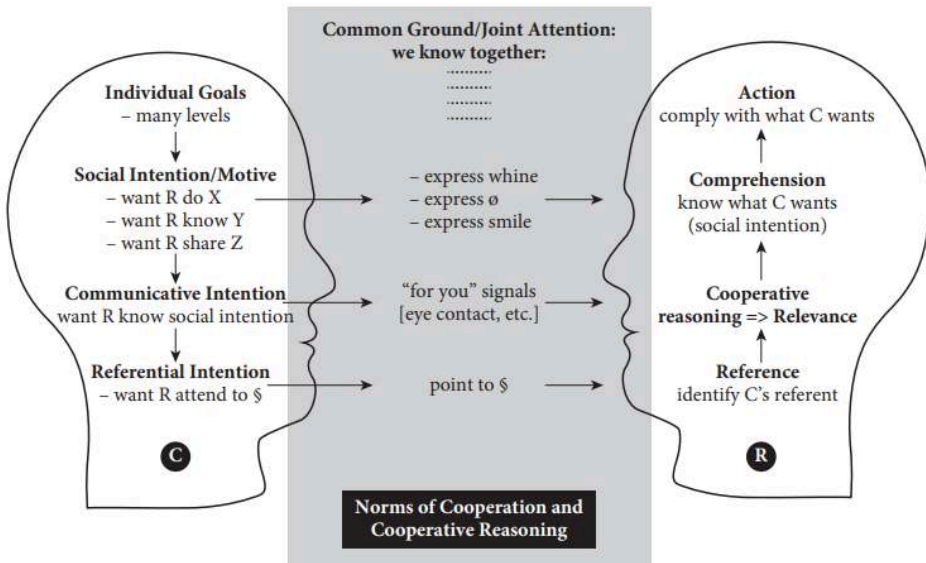 Common Ground/Joint Attention:
we know together:
Individual Goals
– many levels
Social Intention/Motive
– want R do X
– want R know Y
– want R share Z
Communicative Intention
want R know social intention
Referential Intention
– want R attend to §
C
– express whine
– express ø
– express smile
“for you” signals
[eye contact, etc.]
point to §
Norms of Cooperation and
Cooperative Reasoning
Action
comply with what C wants
Comprehension
know what C wants
(social intention)
Cooperative
reasoning => Relevance
Reference
identify C’s referent
R